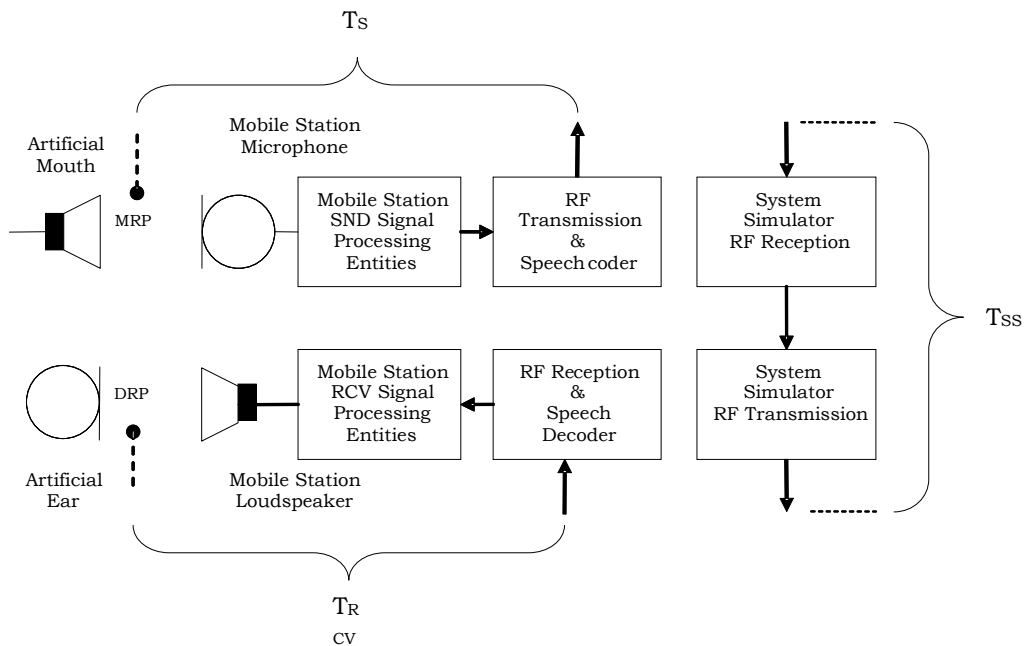 Ts
Artificial
Mouth
Mobile Station
Microphone
MRP
Mobile Station
SND Signal
Processing
Entities
RF
Transmission
&
Speech coder
System
Simulator
RF Reception
Tss
DRP
Mobile Station
RCV Signal
Processing
Entities
RF Reception
&
Speech
Decoder
System
Simulator
RF Transmission
Artificial
Ear
Mobile Station
Loudspeaker
TR
CV